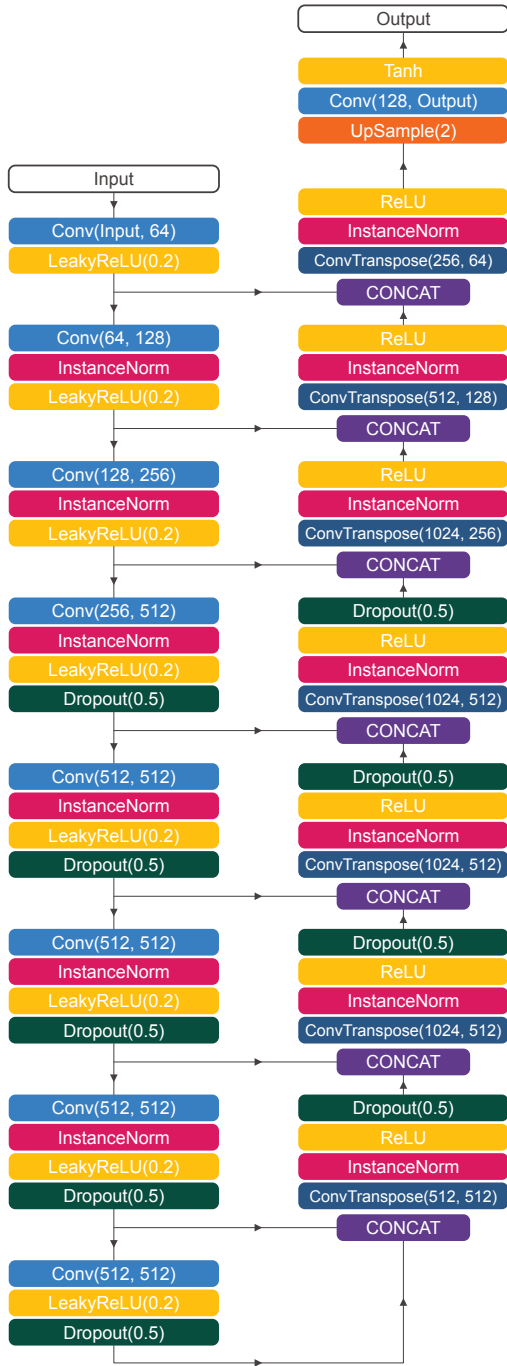 Input
Conv(Input, 64)
LeakyReLU(0.2)
Conv(64, 128)
InstanceNorm
LeakyReLU(0.2)
Conv(128, 256)
InstanceNorm
LeakyReLU(0.2)
Conv(256, 512)
InstanceNorm
LeakyReLU(0.2)
Dropout(0.5)
Conv(512, 512)
InstanceNorm
LeakyReLU(0.2)
Dropout(0.5)
Conv(512, 512)
InstanceNorm
LeakyReLU(0.2)
Dropout(0.5)
Conv(512, 512)
InstanceNorm
LeakyReLU(0.2)
Dropout(0.5)
Conv(512, 512)
LeakyReLU(0.2)
Dropout(0.5)
Output
Tanh
Conv(128, Output)
UpSample(2)
ReLU
InstanceNorm
ConvTranspose(256, 64)
CONCAT
ReLU
InstanceNorm
ConvTranspose(512, 128)
CONCAT
ReLU
InstanceNorm
ConvTranspose(1024, 256)
CONCAT
Dropout(0.5)
ReLU
InstanceNorm
ConvTranspose(1024, 512)
CONCAT
Dropout(0.5)
ReLU
InstanceNorm
ConvTranspose(1024, 512)
CONCAT
Dropout(0.5)
ReLU
InstanceNorm
ConvTranspose(1024, 512)
CONCAT
Dropout(0.5)
ReLU
InstanceNorm
ConvTranspose(512, 512)
CONCAT